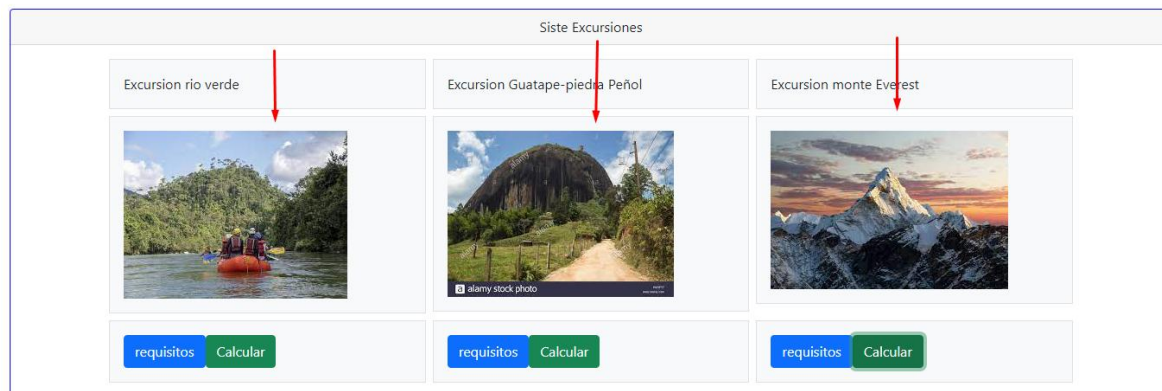 Siste Excursiones
Excursion rio verde
Excursion Guatape-piedra Peñol
Excursion monte Everest
alamy
a alamy stock photo
requisitos Calcular
requisitos Calcular
requisitos Calcular